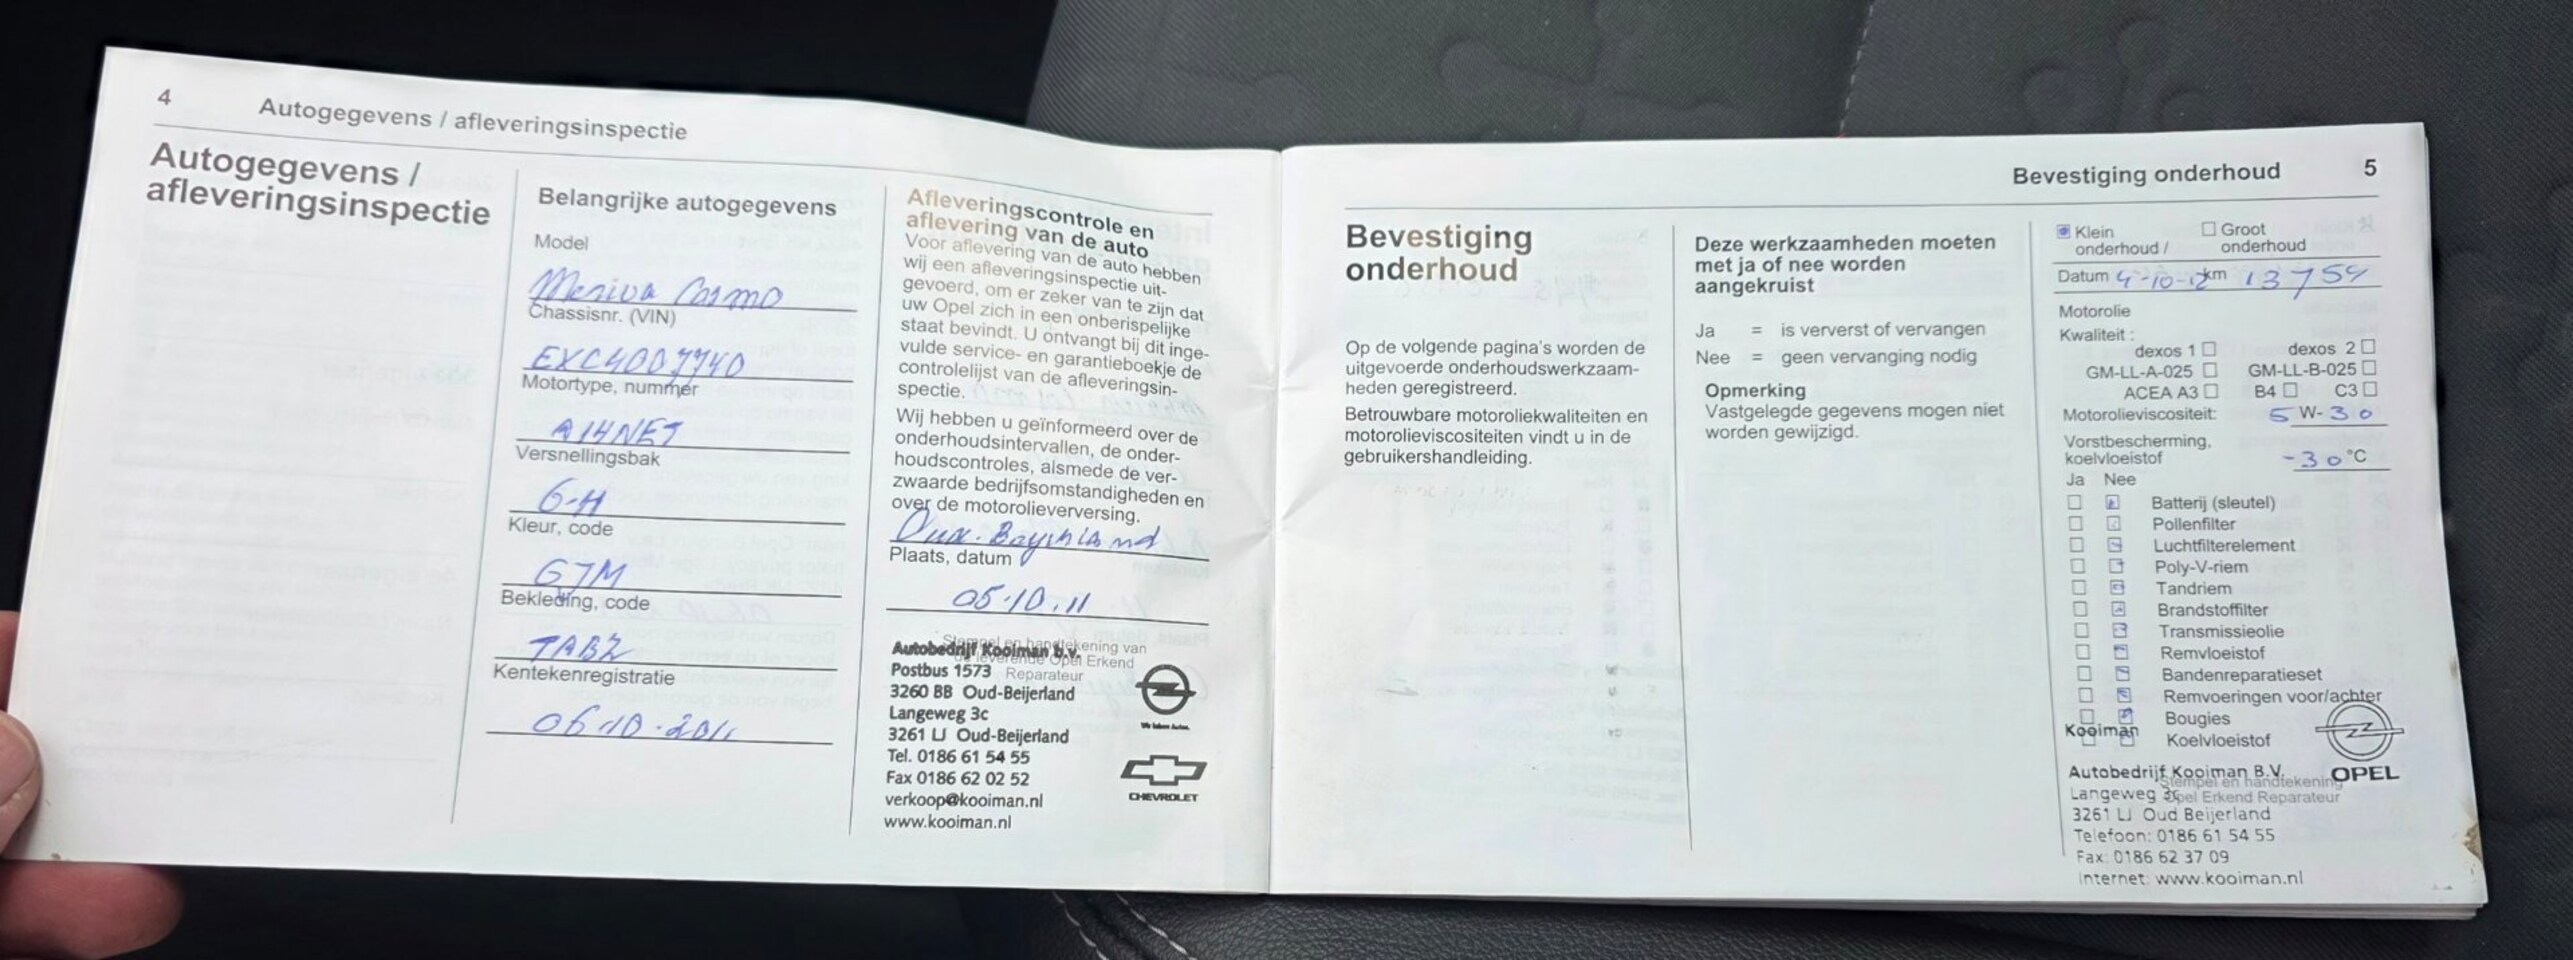 4 Autogegevens / afleveringsinspectie
Autogegevens /
afleveringsinspectie
Belangrijke autogegevens
Model
Meriva Cosmo
Chassisnr. (VIN)
EXC4007740
Motortype, nummer
A14NET
Versnellingsbak
6-H
Kleur, code
G7M
Bekleding, code
TABZ
Kentekenregistratie
06-10-2011
Afleveringscontrole en
aflevering van de auto
Voor aflevering van de auto hebben
wij een afleveringsinspectie uit-
gevoerd, om er zeker van te zijn dat
uw Opel zich in een onberispelijke
staat bevindt. U ontvangt bij dit inge-
vulde service- en garantieboekje de
controlelijst van de afleveringsin-
spectie.
Wij hebben u geïnformeerd over de
onderhoudsintervallen, de onder-
houdscontroles, alsmede de ver-
zwaarde bedrijfsomstandigheden en
over de motorolieverversing.
Plaats, datum
05.10.11
Stempel en handtekening van
de leverende Opel Erkend
Reparateur
Autobedrijf Kooiman b.v.
Postbus 1573
3260 BB Oud-Beijerland
Langeweg 3c
3261 LJ Oud-Beijerland
Tel. 0186 61 54 55
Fax 0186 62 02 52
verkoop@kooiman.nl
www.kooiman.nl
CHEVROLET
Bevestiging onderhoud 5
Bevestiging
onderhoud
Op de volgende pagina's worden de
uitgevoerde onderhoudswerkzaam-
heden geregistreerd.
Betrouwbare motoroliekwaliteiten en
motorolieviscositeiten vindt u in de
gebruikershandleiding.
Deze werkzaamheden moeten
met ja of nee worden
aangekruist
Ja = is ververst of vervangen
Nee = geen vervanging nodig
Opmerking
Vastgelegde gegevens mogen niet
worden gewijzigd.
Klein Groot
onderhoud / onderhoud
Datum 4-10-12 km 13754
Motorolie
Kwaliteit :
dexos 1 dexos 2
GM-LL-A-025 GM-LL-B-025
ACEA A3 B4 C3
Motorolieviscositeit: 5 W-30
Vorstbescherming,
koelvloeistof -30 °C
Ja Nee
Batterij (sleutel)
Pollenfilter
Luchtfilterelement
Poly-V-riem
Tandriem
Brandstoffilter
Transmissieolie
Remvloeistof
Bandenreparatieset
Remvoeringen voor/achter
Bougies
Koelvloeistof
Kooiman
OPEL
Stempel en handtekening
Opel Erkend Reparateur
Autobedrijf Kooiman B.V.
Langeweg 3c
3261 LJ Oud Beijerland
Telefoon: 0186 61 54 55
Fax: 0186 62 37 09
Internet: www.kooiman.nl